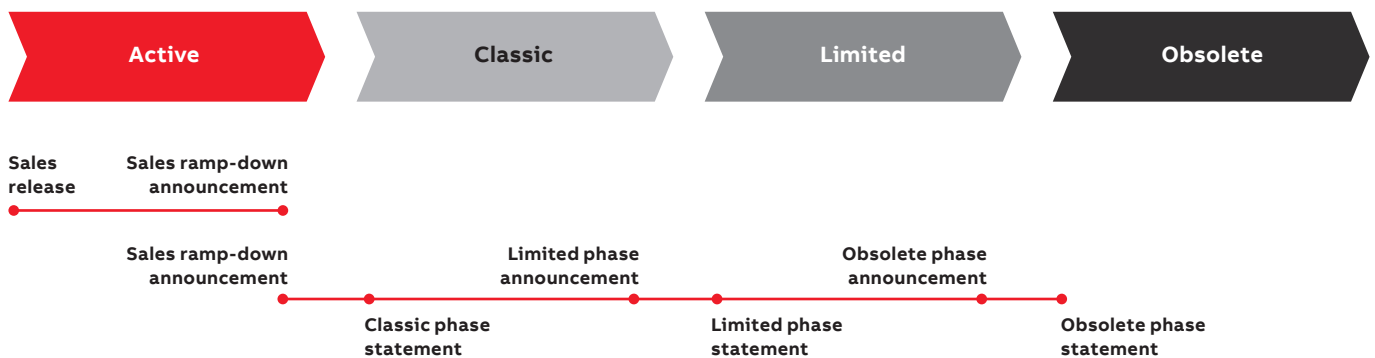 Active
Classic
Limited
Obsolete
Sales
release
Sales ramp-down
announcement
Sales ramp-down
announcement
Limited phase
announcement
Obsolete phase
announcement
Classic phase
statement
Limited phase
statement
Obsolete phase
statement